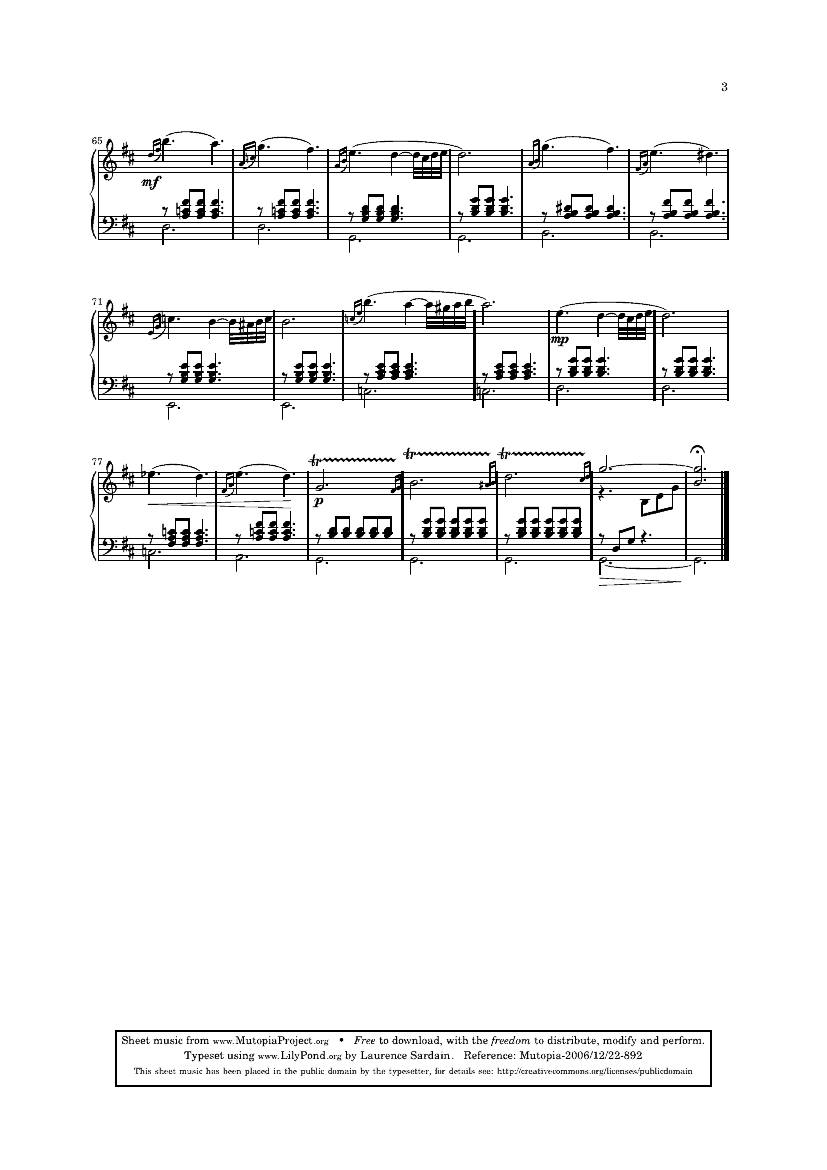 3
65
mf
71
mp
77
tr tr tr
p
Sheet music from www.MutopiaProject.org • Free to download, with the freedom to distribute, modify and perform.
Typeset using www.LilyPond.org by Laurence Sardain. Reference: Mutopia-2006/12/22-892
This sheet music has been placed in the public domain by the typesetter, for details see: http://creativecommons.org/licenses/publicdomain